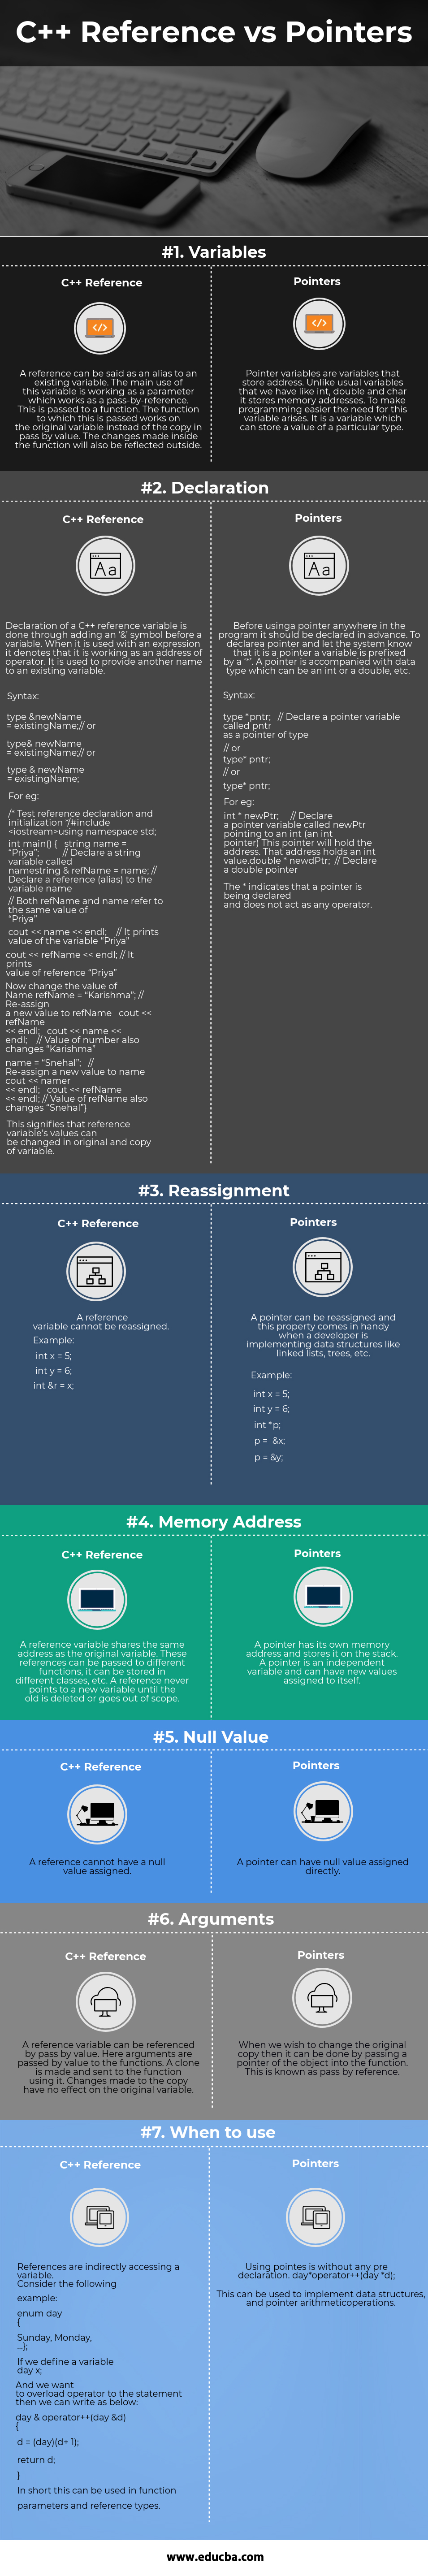 C++ Reference vs Pointers
#1. Variables
C++ Reference
A reference can be said as an alias to an
existing variable. The main use of
this variable is working as a parameter
which works as a pass-by-reference.
This is passed to a function. The function
to which this is passed works on
the original variable instead of the copy in
pass by value. The changes made inside
the function will also be reflected outside.
Pointers
</>
</>
Pointer variables are variables that
store address. Unlike usual variables
that we have like int, double and char
it stores memory addresses. To make
programming easier the need for this
variable arises. It is a variable which
can store a value of a particular type.
#2. Declaration
C++ Reference
Aa
Declaration of a C++ reference variable is
done through adding an '&' symbol before a
variable. When it is used with an expression
it denotes that it is working as an address of
operator. It is used to provide another name
to an existing variable.
Syntax:
type &newName
= existingName;// or
type& newName
= existingName;// or
type & newName
= existingName;
For eg:
/* Test reference declaration and
initialization */#include
<iostream>using namespace std;
int main() { string name =
"Priya"; // Declare a string
variable called
namestring & refName = name; //
Declare a reference (alias) to the
variable name
// Both refName and name refer to
the same value of
"Priya"
cout << name << endl; // It prints
value of the variable "Priya"
cout << refName << endl; // It
prints
value of reference "Priya"
Now change the value of
Name refName = "Karishma"; //
Re-assign
a new value to refName cout <<
refName
<< endl; cout << name <<
endl; // Value of number also
changes "Karishma"
name = "Snehal"; //
Re-assign a new value to name
cout << namer
<< endl; cout << refName
<< endl; // Value of refName also
changes "Snehal"}
This signifies that reference
variable's values can
be changed in original and copy
of variable.
Pointers
Aa
Before usinga pointer anywhere in the
program it should be declared in advance. To
declarea pointer and let the system know
that it is a pointer a variable is prefixed
by a '*'. A pointer is accompanied with data
type which can be an int or a double, etc.
Syntax:
type *pntr; // Declare a pointer variable
called pntr
as a pointer of type
// or
type* pntr;
// or
type* pntr;
For eg:
int * newPtr; // Declare
a pointer variable called newPtr
pointing to an int (an int
pointer) This pointer will hold the
address. That address holds an int
value.double * newdPtr; // Declare
a double pointer
The * indicates that a pointer is
being declared
and does not act as any operator.
#3. Reassignment
C++ Reference
A reference
variable cannot be reassigned.
Example:
int x = 5;
int y = 6;
int &r = x;
Pointers
A pointer can be reassigned and
this property comes in handy
when a developer is
implementing data structures like
linked lists, trees, etc.
Example:
int x = 5;
int y = 6;
int *p;
p = &x;
p = &y;
#4. Memory Address
C++ Reference
A reference variable shares the same
address as the original variable. These
references can be passed to different
functions, it can be stored in
different classes, etc. A reference never
points to a new variable until the
old is deleted or goes out of scope.
Pointers
A pointer has its own memory
address and stores it on the stack.
A pointer is an independent
variable and can have new values
assigned to itself.
#5. Null Value
C++ Reference
A reference cannot have a null
value assigned.
Pointers
A pointer can have null value assigned
directly.
#6. Arguments
C++ Reference
A reference variable can be referenced
by pass by value. Here arguments are
passed by value to the functions. A clone
is made and sent to the function
using it. Changes made to the copy
have no effect on the original variable.
Pointers
When we wish to change the original
copy then it can be done by passing a
pointer of the object into the function.
This is known as pass by reference.
#7. When to use
C++ Reference
References are indirectly accessing a
variable.
Consider the following
example:
enum day
{
Sunday, Monday,
...};
If we define a variable
day x;
And we want
to overload operator to the statement
then we can write as below:
day & operator++(day &d)
{
d = (day)(d+ 1);
return d;
}
In short this can be used in function
parameters and reference types.
Pointers
Using pointes is without any pre
declaration. day*operator++(day *d);
This can be used to implement data structures,
and pointer arithmeticoperations.
www.educba.com